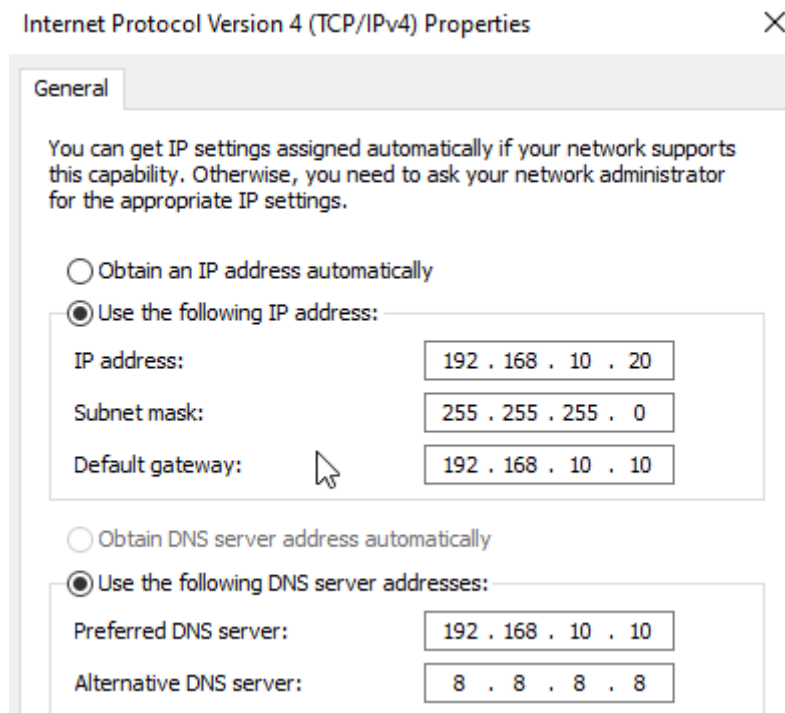 Internet Protocol Version 4 (TCP/IPv4) Properties
General
You can get IP settings assigned automatically if your network supports
this capability. Otherwise, you need to ask your network administrator
for the appropriate IP settings.
Obtain an IP address automatically
Use the following IP address:
IP address: 192 . 168 . 10 . 20
Subnet mask: 255 . 255 . 255 . 0
Default gateway: 192 . 168 . 10 . 10
Obtain DNS server address automatically
Use the following DNS server addresses:
Preferred DNS server: 192 . 168 . 10 . 10
Alternative DNS server: 8 . 8 . 8 . 8